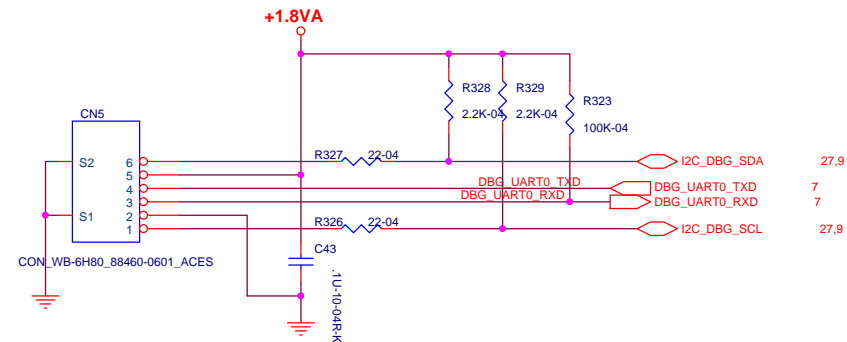 +1.8VA
R328
R329
R323
2.2K-04
2.2K-04
100K-04
CN5
R327
22-04
S2
6
I2C_DBG_SDA
27,9
5
4
DBG_UART0_TXD
DBG_UART0_TXD
7
3
DBG_UART0_RXD
DBG_UART0_RXD
7
S1
2
1
R326
22-04
I2C_DBG_SCL
27,9
C43
CON_WB-6H80_88460-0601_ACES
.1U-10-04R-K